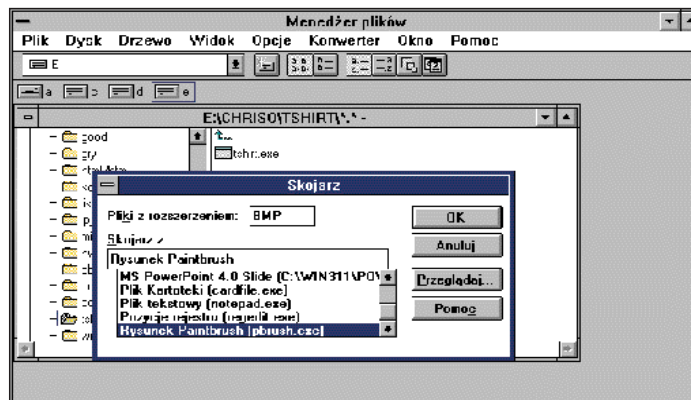 Menedżer plików
Plik Dysk Drzewo Widok Opcje Konwerter Okno Pomoc
E
a c d e
E:\CHRISO\TSHIRT\*.* -
good
gry
Skojarz
Pliki z rozszerzeniem: BMP
OK
Skojarz z
Anuluj
Rysunek Paintbrush
MS PowerPoint 4.0 Slide (C:\WIN311\PO\
Przeglądaj...
Plik Kartoteki (cardfile.exe)
Plik tekstowy (notepad.exe)
Pomoc
Pozycje rejestru (regedit.exe)
Rysunek Paintbrush (pbrush.exe)